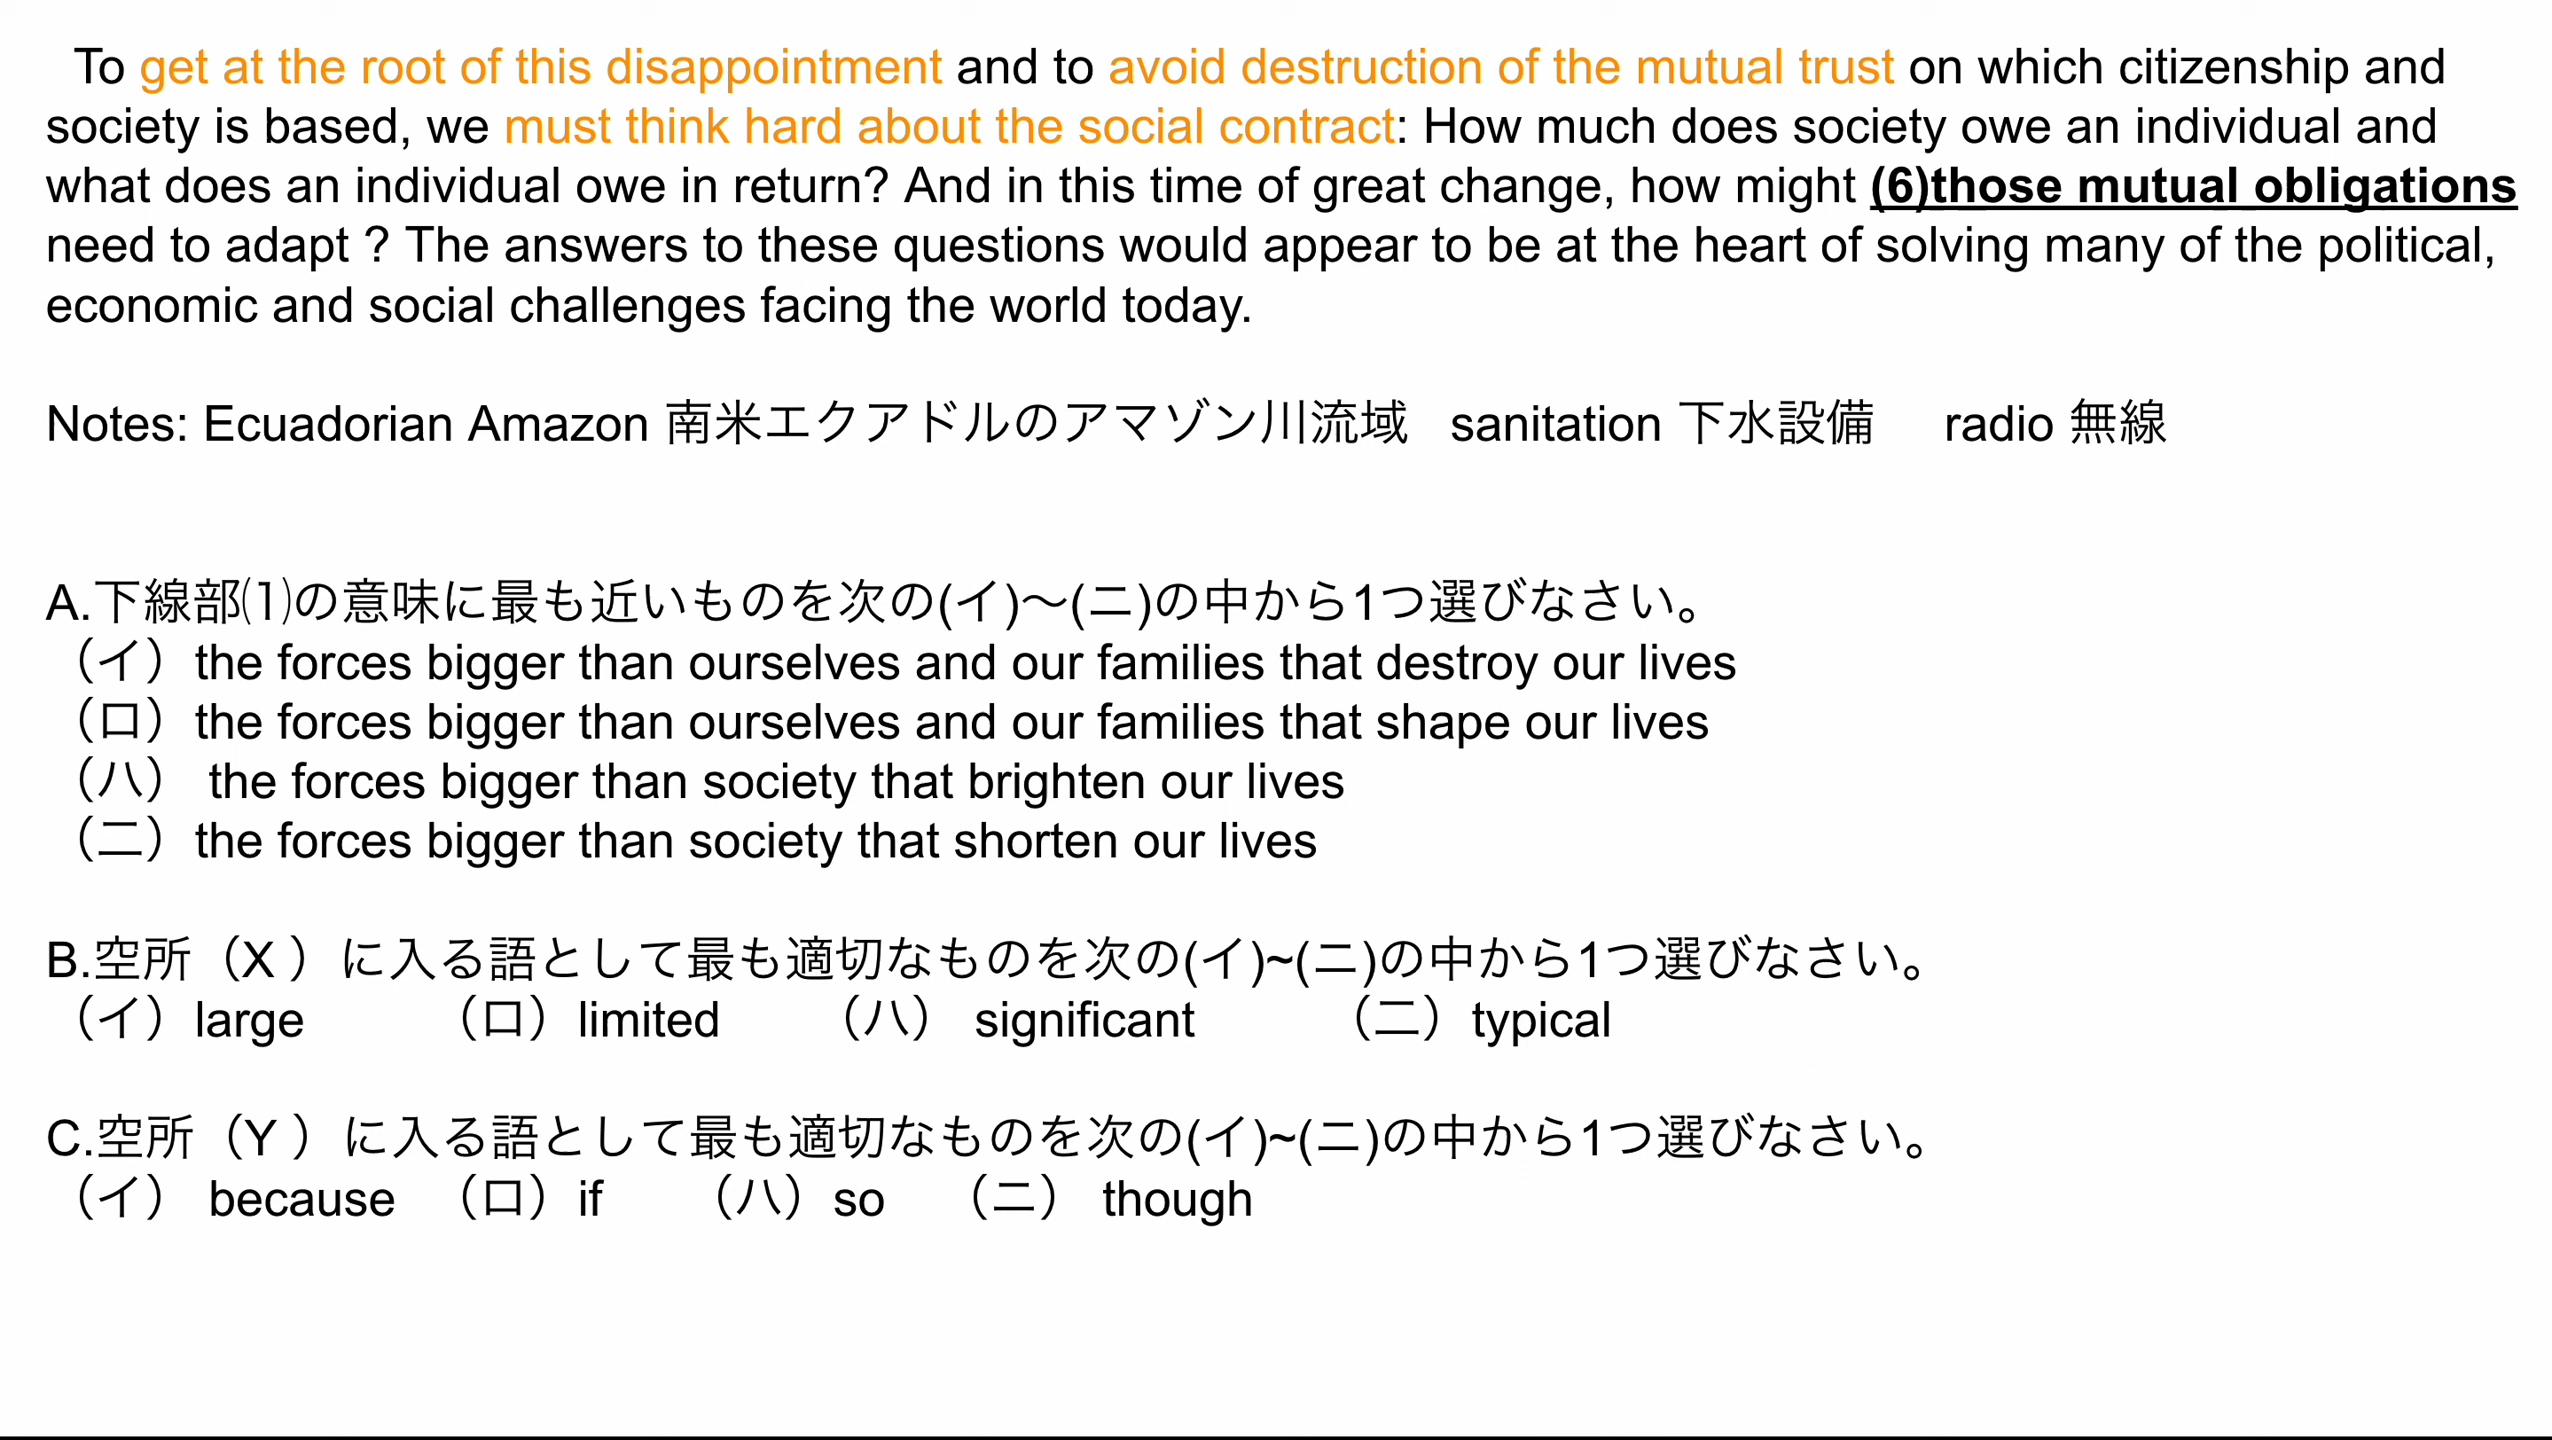 To get at the root of this disappointment and to avoid destruction of the mutual trust on which citizenship and
society is based, we must think hard about the social contract: How much does society owe an individual and
what does an individual owe in return? And in this time of great change, how might (6)those mutual obligations
need to adapt ? The answers to these questions would appear to be at the heart of solving many of the political,
economic and social challenges facing the world today.
Notes: Ecuadorian Amazon 南米エクアドルのアマゾン川流域 sanitation 下水設備 radio 無線
A.下線部⑴の意味に最も近いものを次の(イ)〜(ニ)の中から1つ選びなさい。
（イ）the forces bigger than ourselves and our families that destroy our lives
（ロ）the forces bigger than ourselves and our families that shape our lives
（ハ） the forces bigger than society that brighten our lives
（ニ）the forces bigger than society that shorten our lives
B.空所（X ）に入る語として最も適切なものを次の(イ)~(ニ)の中から1つ選びなさい。
（イ）large （ロ）limited （ハ） significant （ニ）typical
C.空所（Y ）に入る語として最も適切なものを次の(イ)~(ニ)の中から1つ選びなさい。
（イ） because （ロ）if （ハ）so （ニ） though